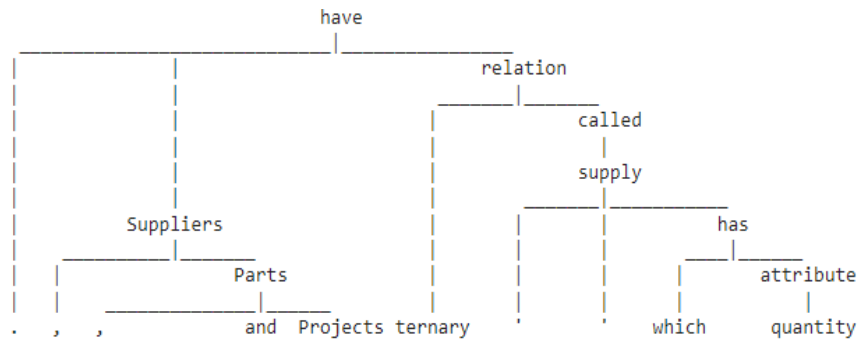 have
relation
called
supply
Suppliers has
Parts attribute
. , , and Projects ternary ' ' which quantity